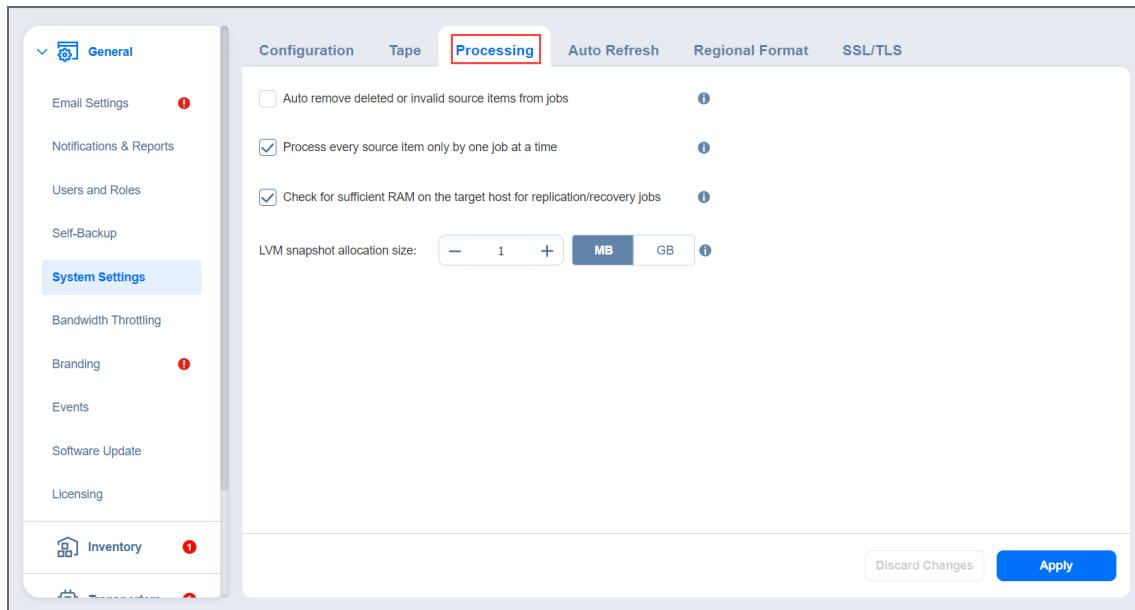 General
Email Settings
Notifications & Reports
Users and Roles
Self-Backup
System Settings
Bandwidth Throttling
Branding
Events
Software Update
Licensing
Inventory 1
Configuration Tape Processing Auto Refresh Regional Format SSL/TLS
Auto remove deleted or invalid source items from jobs
Process every source item only by one job at a time
Check for sufficient RAM on the target host for replication/recovery jobs
LVM snapshot allocation size: − 1 + MB GB
Discard Changes Apply